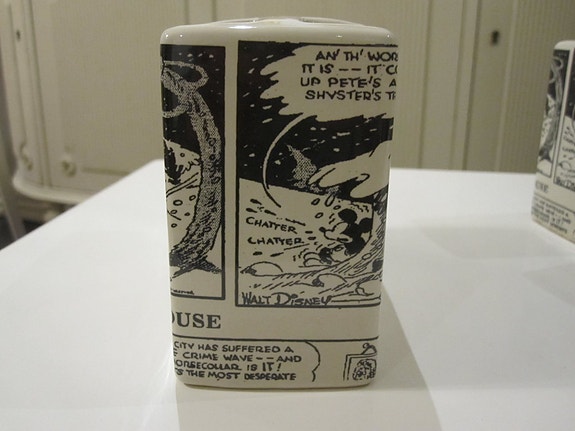 AN' TH' WOR
IT IS -- IT C
UP PETE'S A
SHYSTER'S T
CHATTER
CHATTER
WALT DISNEY
OUSE
CITY HAS SUFFERED A
CRIME WAVE -- AND
HORSECOLLAR IS IT!
THE MOST DESPERATE